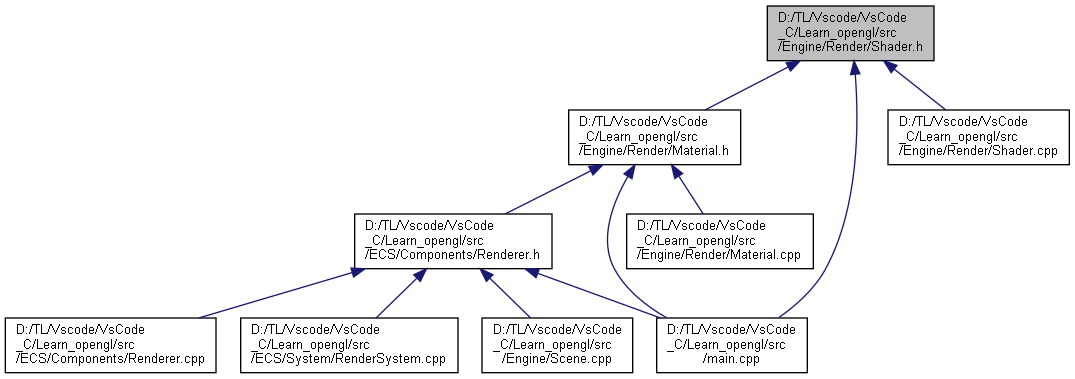 D:/TL/Vscode/VsCode
_C/Learn_opengl/src
/Engine/Render/Shader.h
D:/TL/Vscode/VsCode
_C/Learn_opengl/src
/Engine/Render/Material.h
D:/TL/Vscode/VsCode
_C/Learn_opengl/src
/Engine/Render/Shader.cpp
D:/TL/Vscode/VsCode
_C/Learn_opengl/src
/ECS/Components/Renderer.h
D:/TL/Vscode/VsCode
_C/Learn_opengl/src
/Engine/Render/Material.cpp
D:/TL/Vscode/VsCode
_C/Learn_opengl/src
/ECS/Components/Renderer.cpp
D:/TL/Vscode/VsCode
_C/Learn_opengl/src
/ECS/System/RenderSystem.cpp
D:/TL/Vscode/VsCode
_C/Learn_opengl/src
/Engine/Scene.cpp
D:/TL/Vscode/VsCode
_C/Learn_opengl/src
/main.cpp